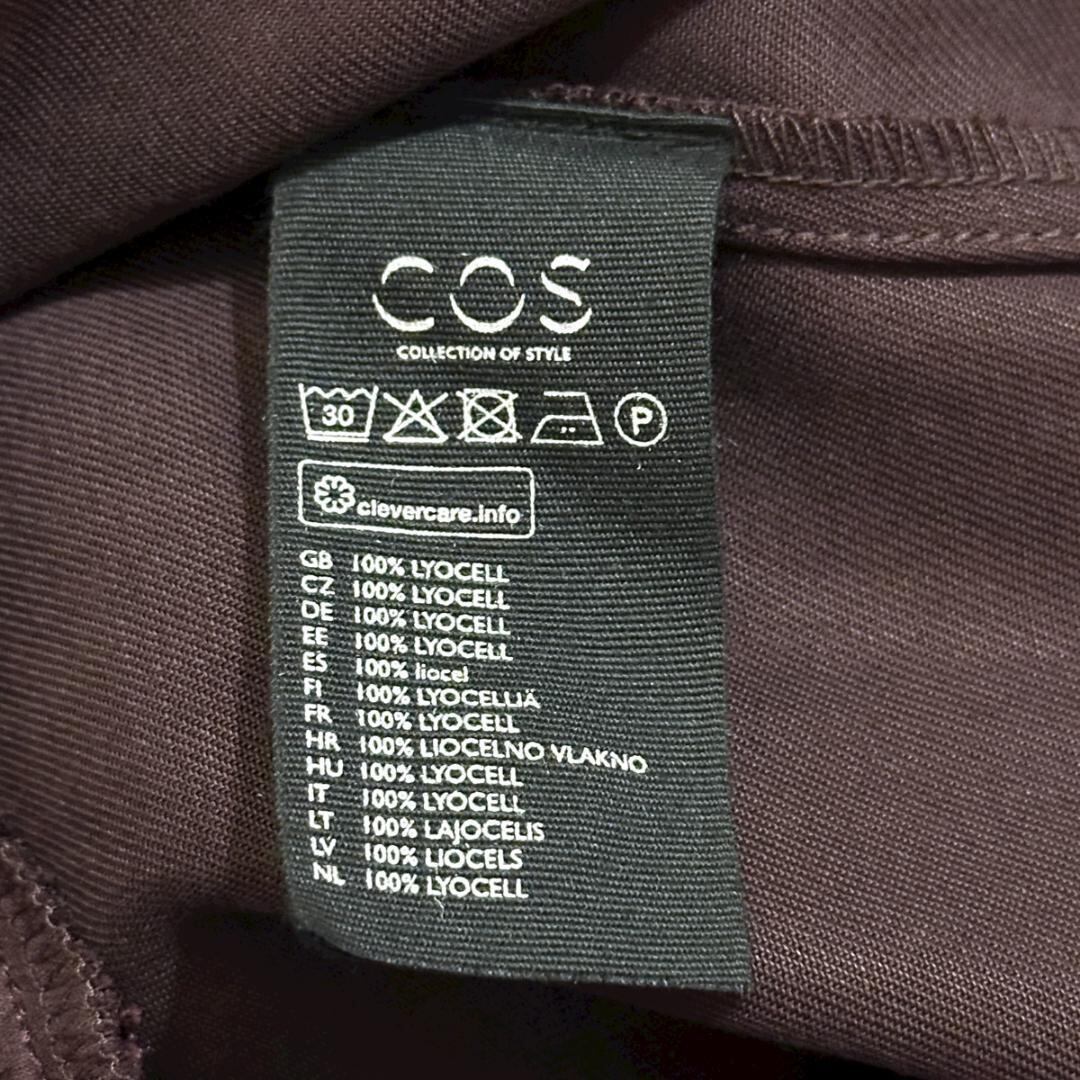 COS
COLLECTION OF STYLE
30 P
clevercare.info
GB 100% LYOCELL
CZ 100% LYOCELL
DE 100% LYOCELL
EE 100% LYOCELL
ES 100% liocel
FI 100% LYOCELLIÄ
FR 100% LYOCELL
HR 100% LIOCELNO VLAKNO
HU 100% LYOCELL
IT 100% LYOCELL
LT 100% LAJOCELIS
LV 100% LIOCELS
NL 100% LYOCELL